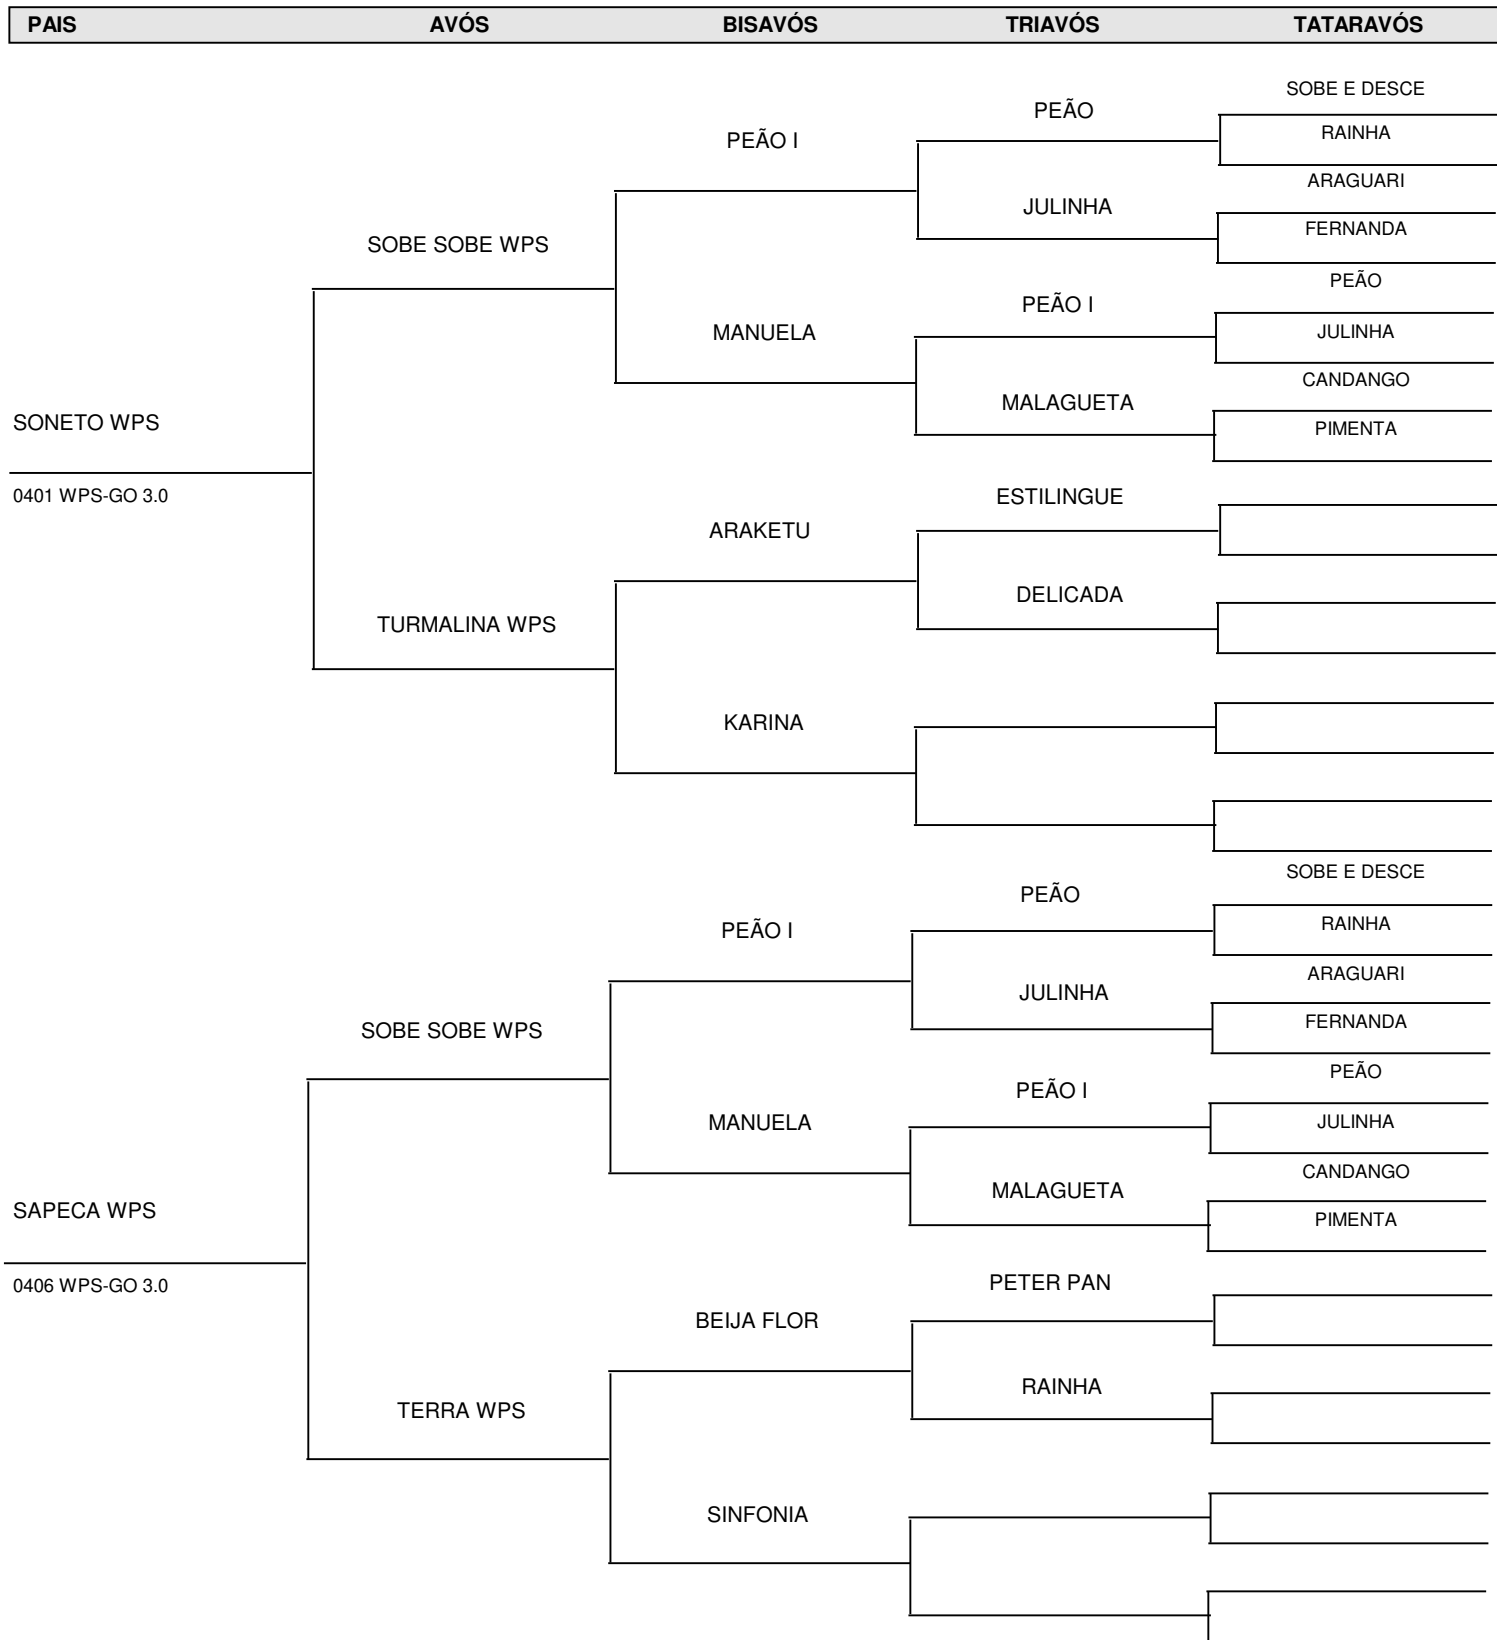 PAIS AVÓS BISAVÓS TRIAVÓS TATARAVÓS
SOBE E DESCE
PEÃO
RAINHA
PEÃO I
ARAGUARI
JULINHA
FERNANDA
SOBE SOBE WPS
PEÃO
PEÃO I
JULINHA
MANUELA
CANDANGO
MALAGUETA
SONETO WPS
PIMENTA
0401 WPS-GO 3.0
ESTILINGUE
ARAKETU
DELICADA
TURMALINA WPS
KARINA
SOBE E DESCE
PEÃO
RAINHA
PEÃO I
ARAGUARI
JULINHA
FERNANDA
SOBE SOBE WPS
PEÃO
PEÃO I
JULINHA
MANUELA
CANDANGO
MALAGUETA
SAPECA WPS
PIMENTA
0406 WPS-GO 3.0
PETER PAN
BEIJA FLOR
RAINHA
TERRA WPS
SINFONIA